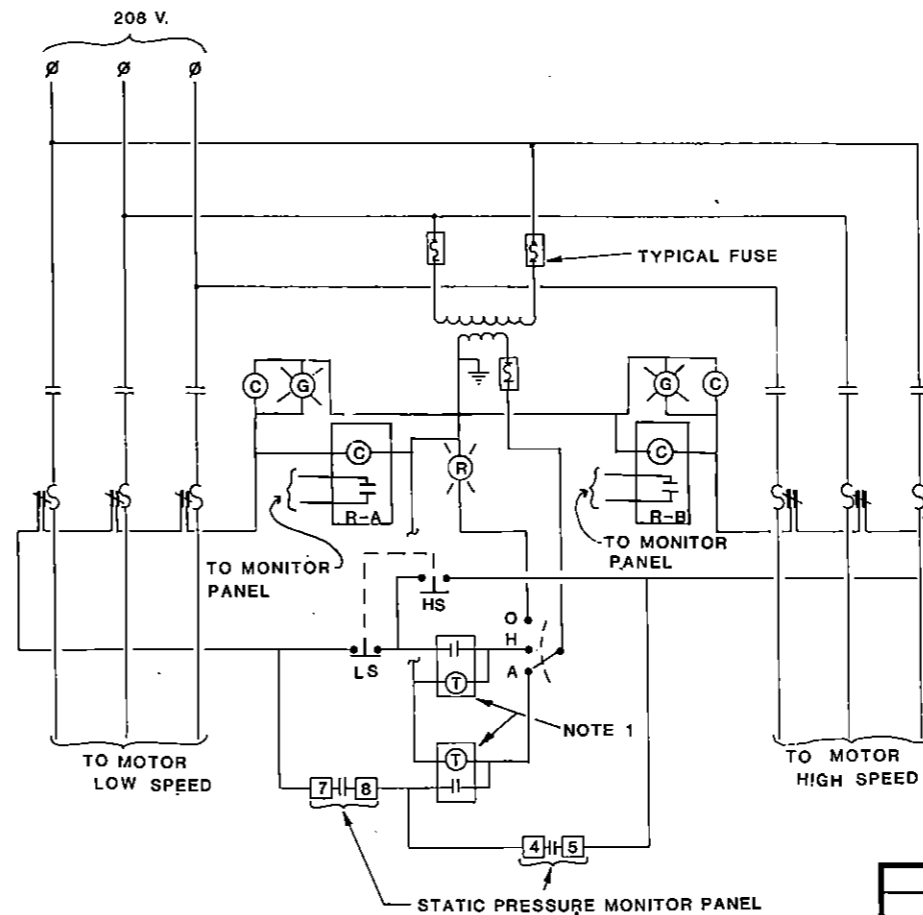 208 V.
Ø Ø Ø
TYPICAL FUSE
C G G C
C R C
R-A R-B
TO MONITOR
PANEL
TO MONITOR
PANEL
HS
O
H
A
LS
T
NOTE 1
T
TO MOTOR
LOW SPEED
TO MOTOR
HIGH SPEED
7 8
4 5
STATIC PRESSURE MONITOR PANEL